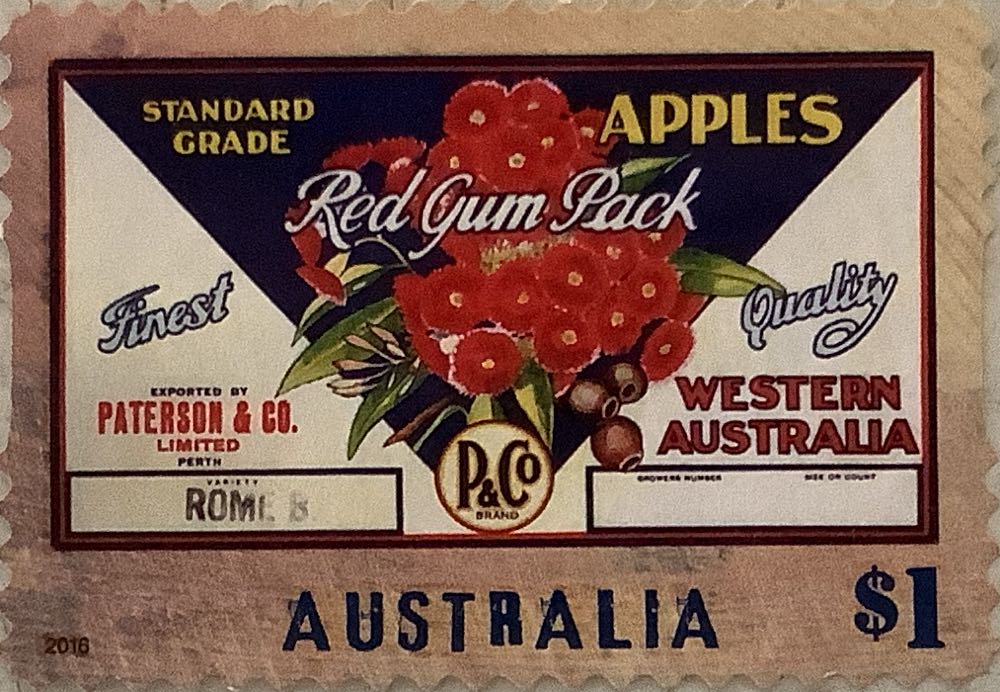 STANDARD
GRADE
APPLES
Red Gum Pack
Finest
Quality
EXPORTED BY
PATERSON & CO.
LIMITED
PERTH
WESTERN
AUSTRALIA
VARIETY
ROME B
P&Co
BRAND
GROWERS NUMBER
SIZE OR COUNT
AUSTRALIA
$1
2016